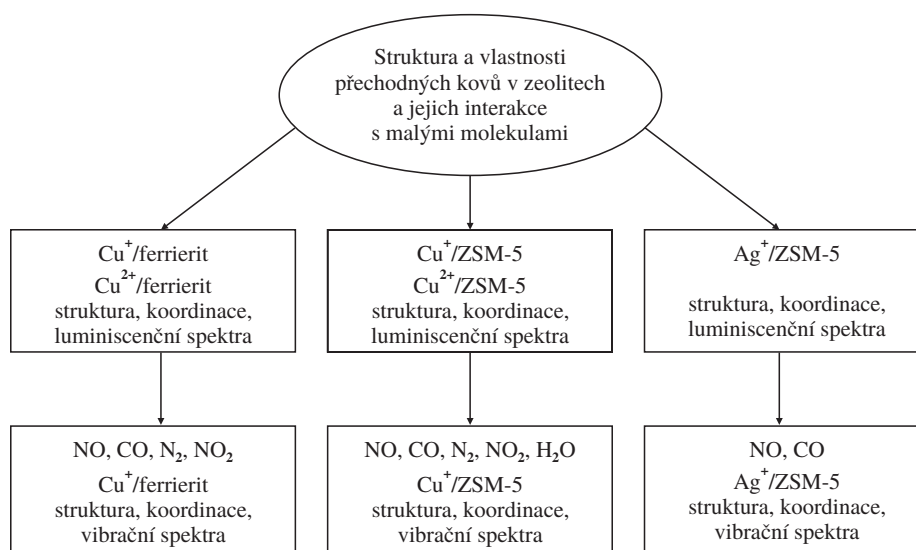 Struktura a vlastnosti
přechodných kovů v zeolitech
a jejich interakce
s malými molekulami
Cu⁺/ferrierit
Cu²⁺/ferrierit
struktura, koordinace,
luminiscenční spektra
Cu⁺/ZSM-5
Cu²⁺/ZSM-5
struktura, koordinace,
luminiscenční spektra
Ag⁺/ZSM-5
struktura, koordinace,
luminiscenční spektra
NO, CO, N₂, NO₂
Cu⁺/ferrierit
struktura, koordinace,
vibrační spektra
NO, CO, N₂, NO₂, H₂O
Cu⁺/ZSM-5
struktura, koordinace,
vibrační spektra
NO, CO
Ag⁺/ZSM-5
struktura, koordinace,
vibrační spektra